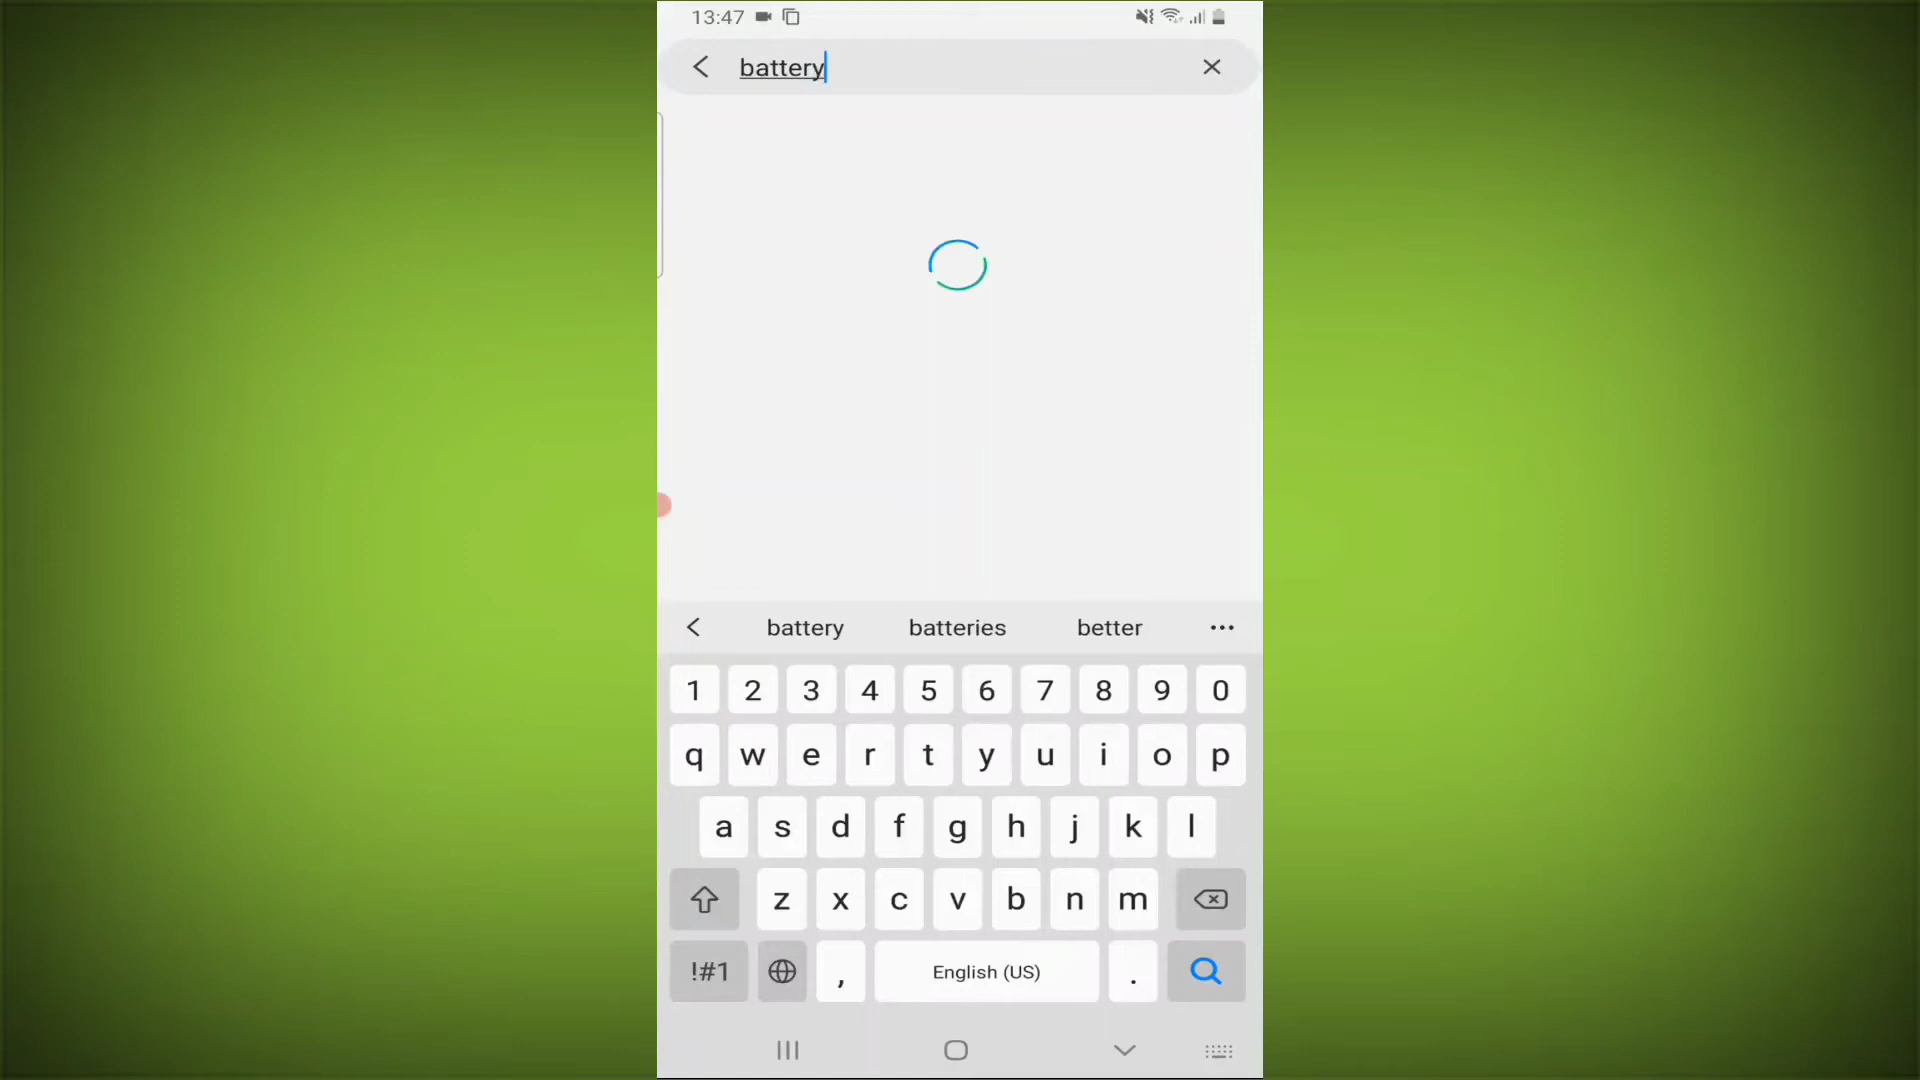 13:47
battery
battery batteries better
1 2 3 4 5 6 7 8 9 0
q w e r t y u i o p
a s d f g h j k l
z x c v b n m
!#1 , English (US) .